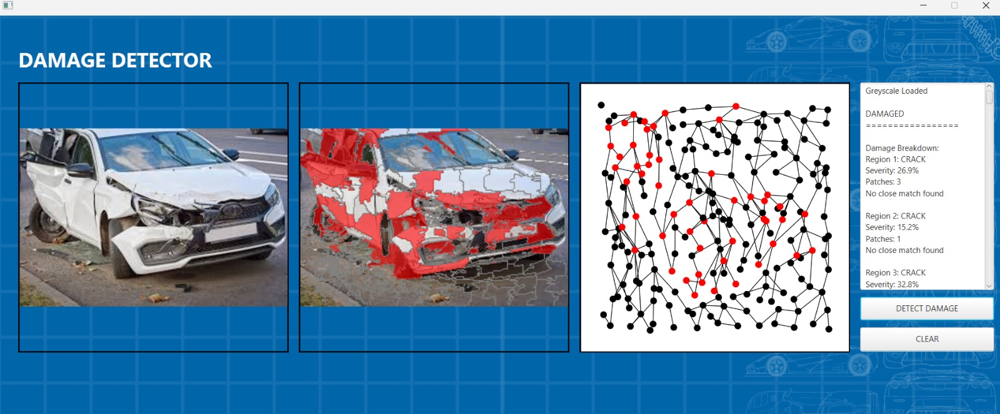 DAMAGE DETECTOR
Greyscale Loaded
DAMAGED
=================
Damage Breakdown:
Region 1: CRACK
Severity: 26.9%
Patches: 3
No close match found
Region 2: CRACK
Severity: 15.2%
Patches: 1
No close match found
Region 3: CRACK
Severity: 32.8%
DETECT DAMAGE
CLEAR